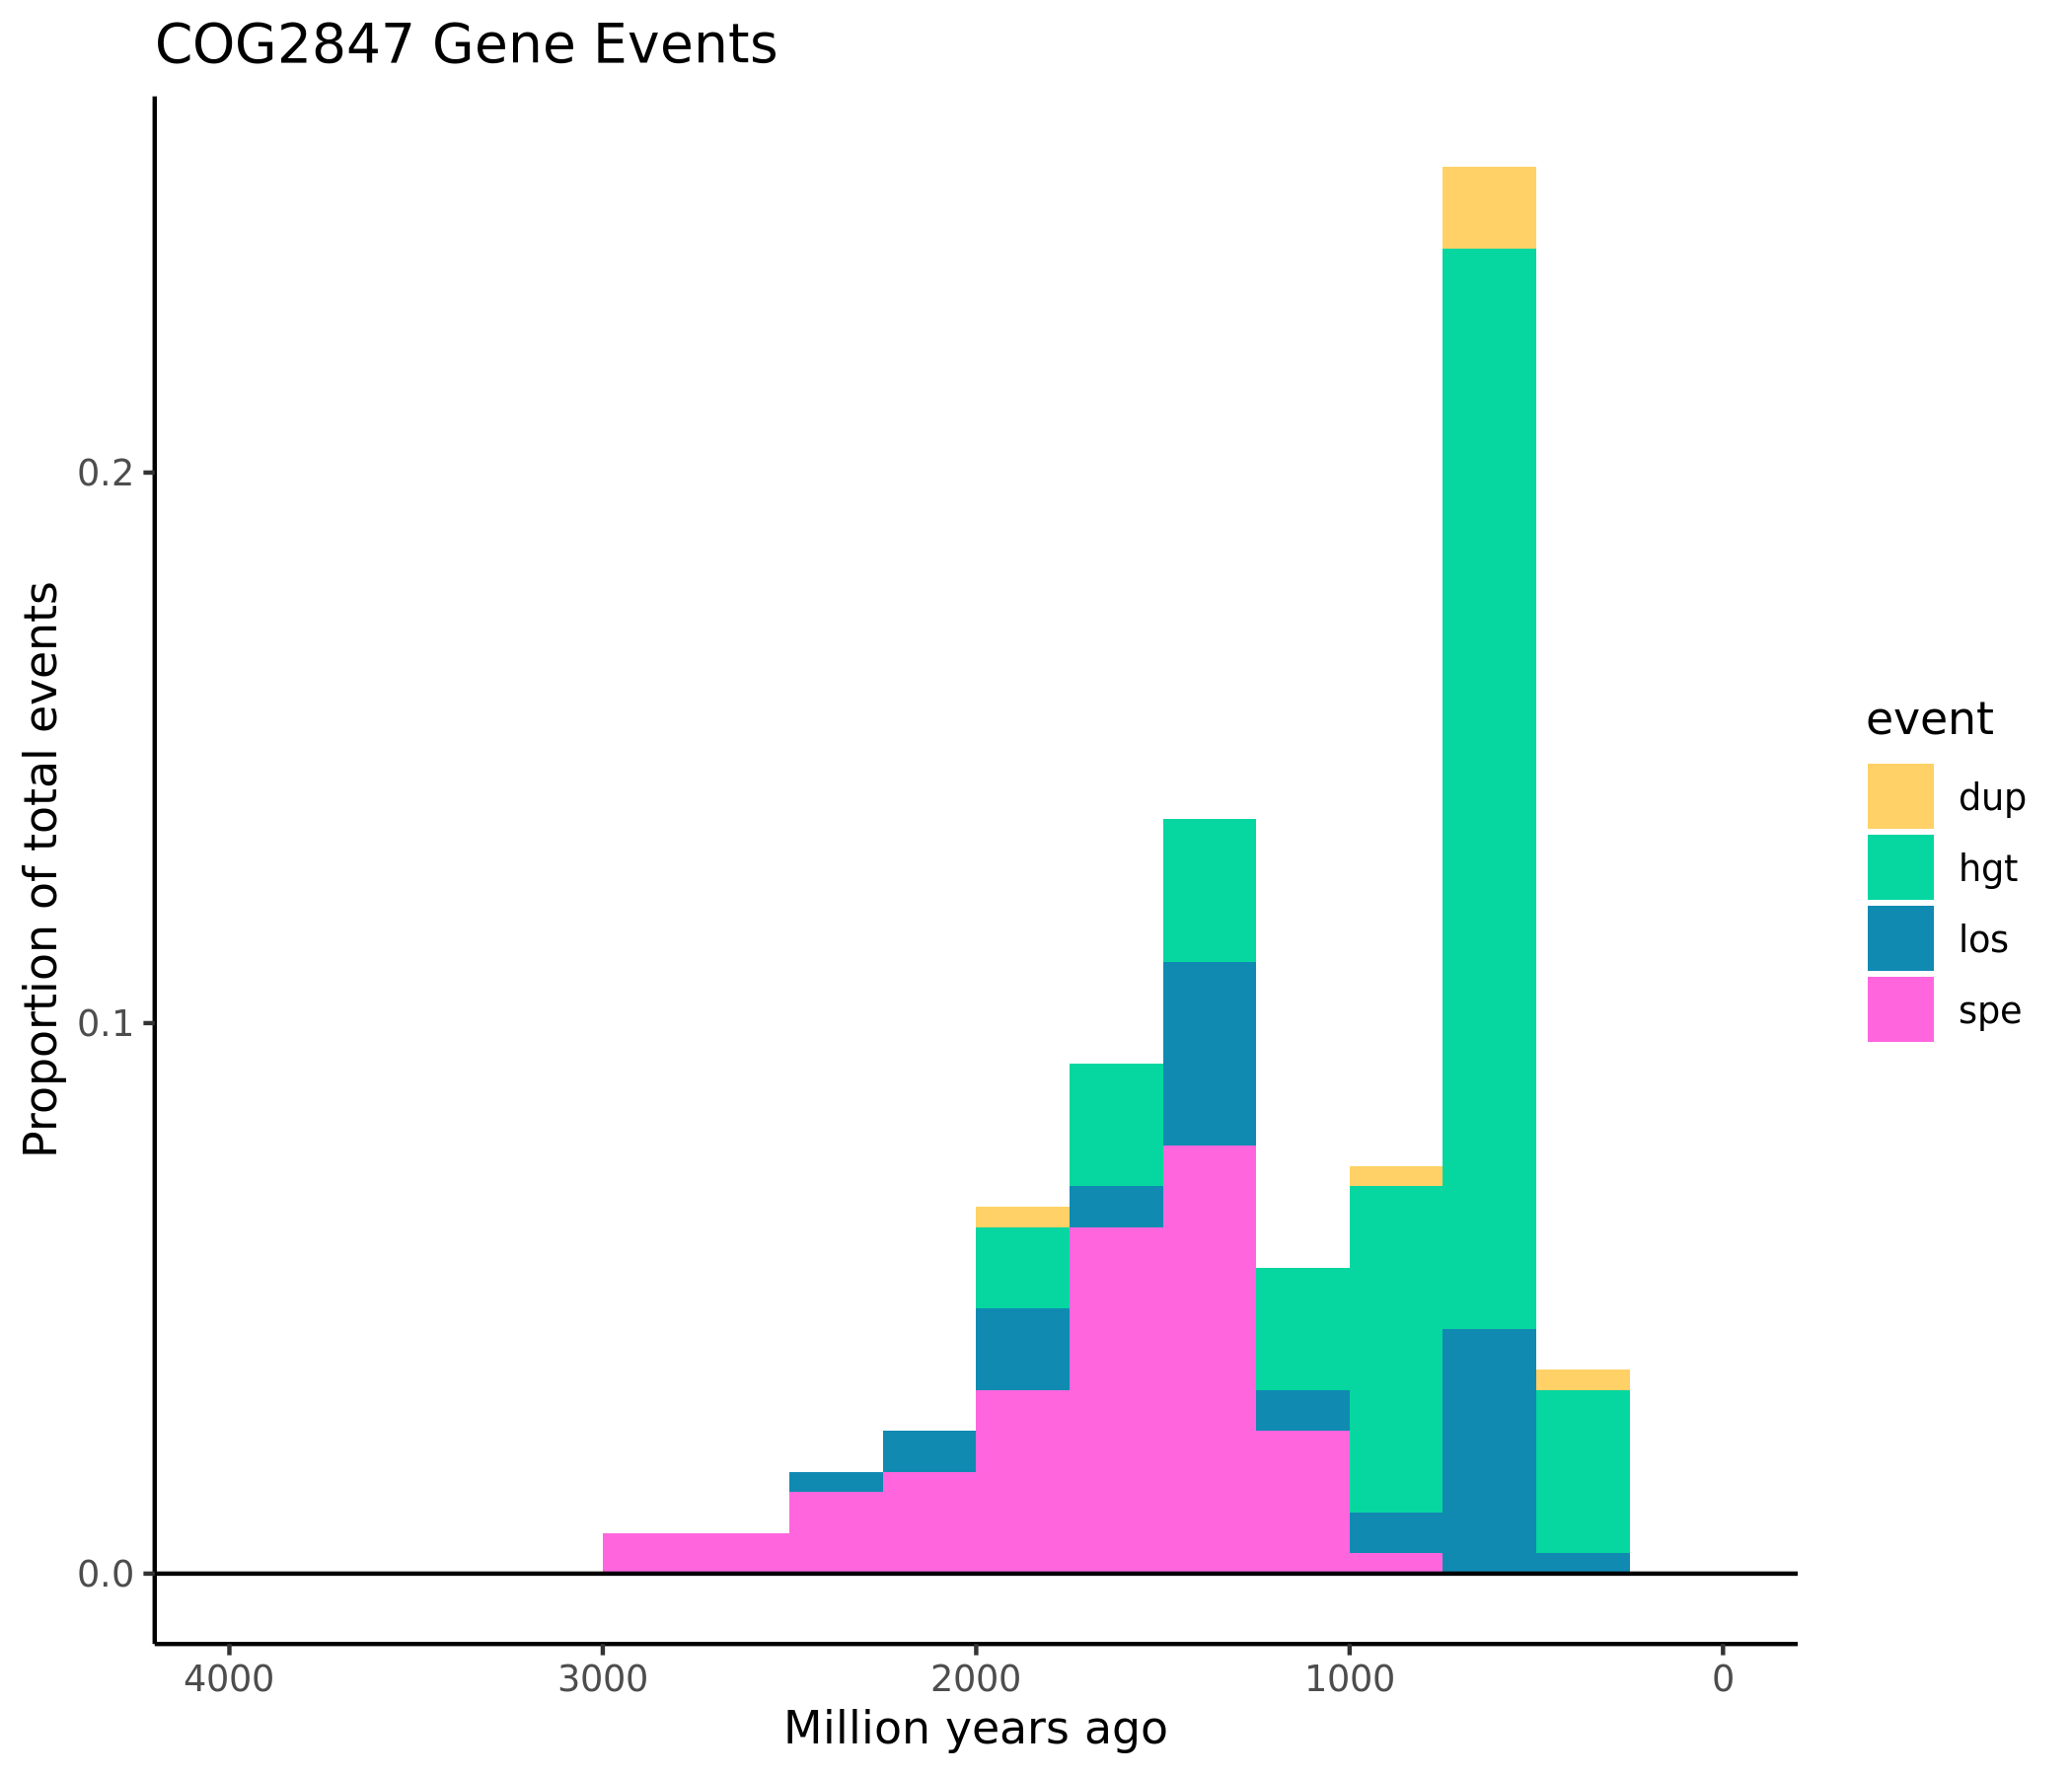 COG2847 Gene Events
Proportion of total events
0.2
0.1
0.0
4000 3000 2000 1000 0
Million years ago
event
dup
hgt
los
spe